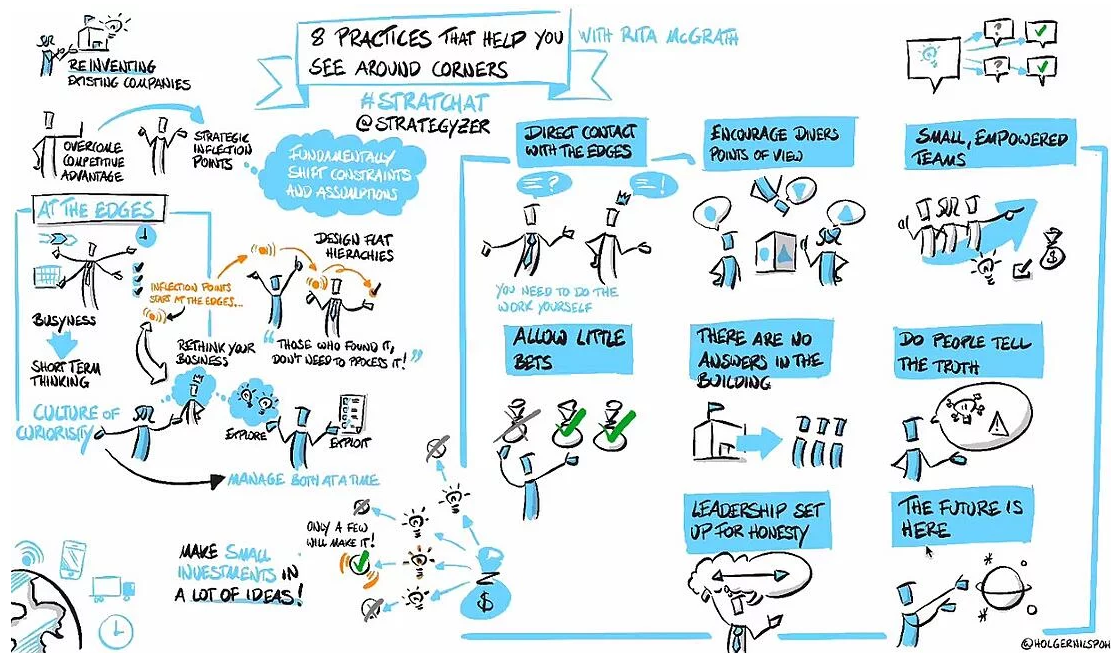 8 PRACTICES THAT HELP YOU
SEE AROUND CORNERS
WITH RITA McGRATH
#STRATCHAT
@STRATEGYZER
REINVENTING
EXISTING COMPANIES
OVERCOME
COMPETITIVE
ADVANTAGE
STRATEGIC
INFLECTION
POINTS
FUNDAMENTALLY
SHIFT CONSTRAINTS
AND ASSUMPTIONS
AT THE EDGES
BUSYNESS
SHORT TERM
THINKING
INFLECTION POINTS
START AT THE EDGES...
DESIGN FLAT
HIERACHIES
"THOSE WHO FOUND IT,
DON'T NEED TO PROCESS IT!"
RETHINK YOUR
BUSINESS
CULTURE OF
CURIORISITY
EXPLORE
EXPLOIT
MANAGE BOTH AT A TIME
MAKE SMALL
INVESTMENTS IN
A LOT OF IDEAS!
ONLY A FEW
WILL MAKE IT!
$
DIRECT CONTACT
WITH THE EDGES
=?
=!
YOU NEED TO DO THE
WORK YOURSELF
ENCOURAGE DIVERS
POINTS OF VIEW
?
?
SMALL, EMPOWERED
TEAMS
$
ALLOW LITTLE
BETS
THERE ARE NO
ANSWERS IN THE
BUILDING
DO PEOPLE TELL
THE TRUTH
!
LEADERSHIP SET
UP FOR HONESTY
THE FUTURE IS
HERE
@HOLGERNILSPOH